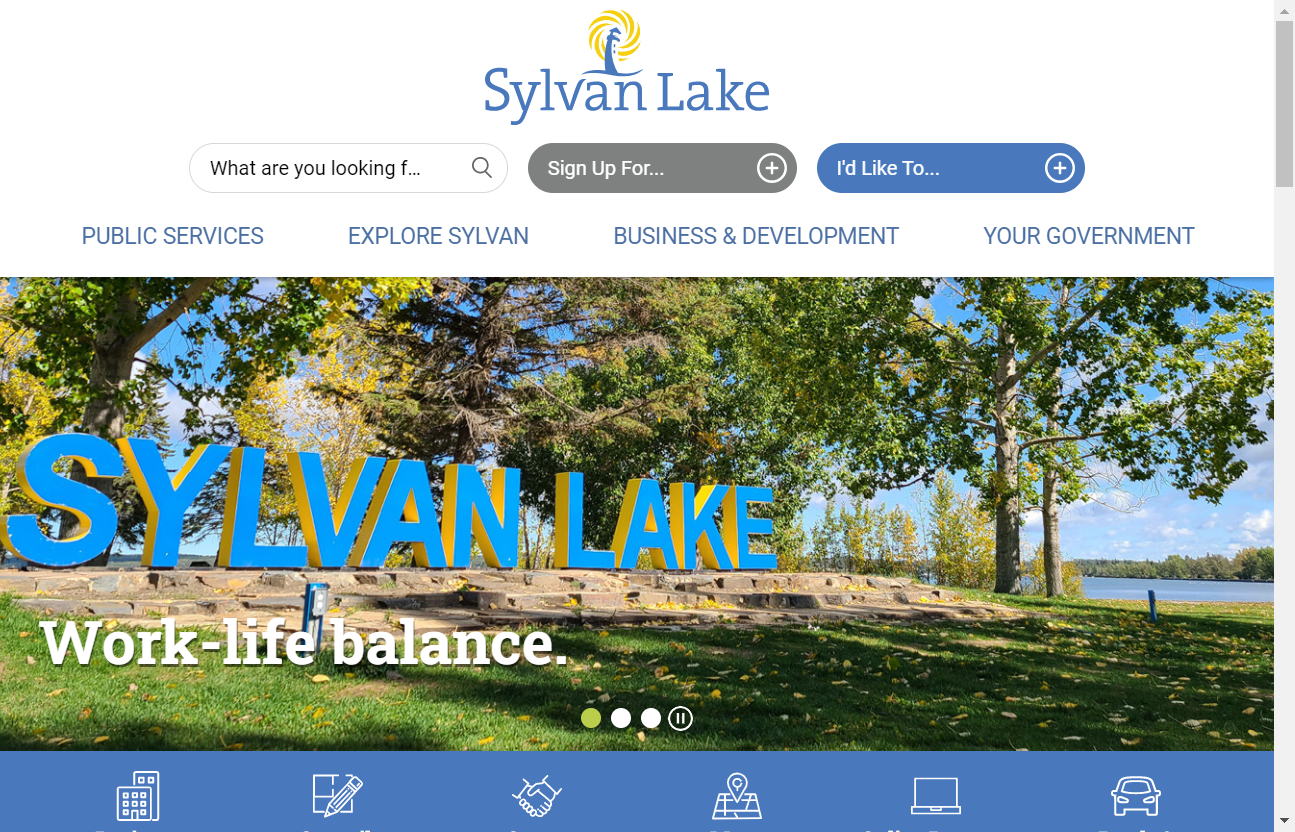 Sylvan Lake
What are you looking f...
Sign Up For...
I'd Like To...
PUBLIC SERVICES
EXPLORE SYLVAN
BUSINESS & DEVELOPMENT
YOUR GOVERNMENT
SYLVAN LAKE
Work-life balance.